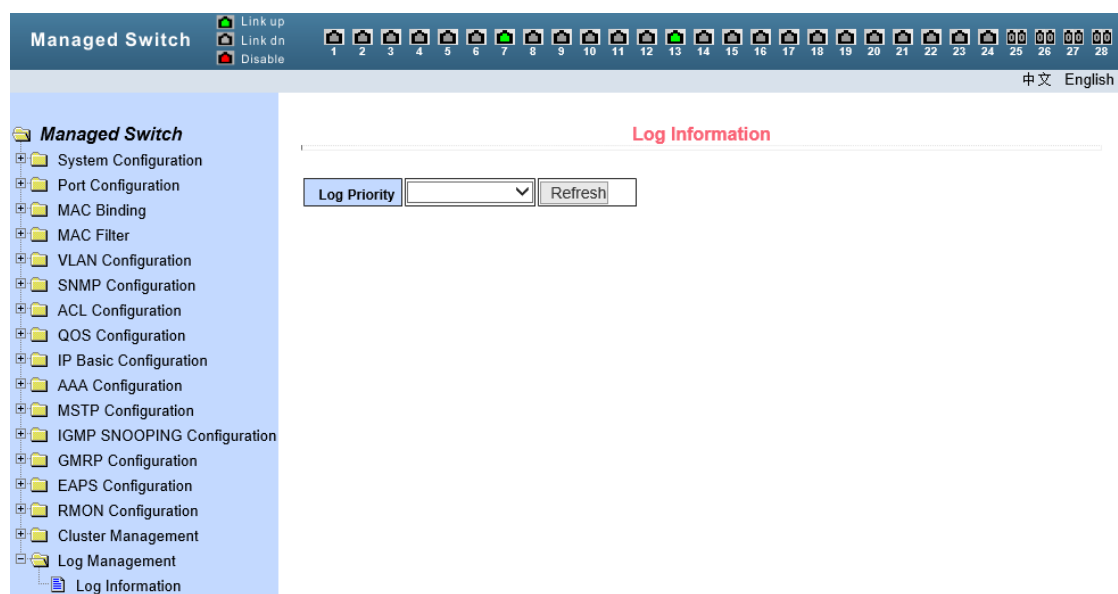 Managed Switch
Link up
Link dn
Disable
1 2 3 4 5 6 7 8 9 10 11 12 13 14 15 16 17 18 19 20 21 22 23 24 25 26 27 28
中文 English
Managed Switch
System Configuration
Port Configuration
MAC Binding
MAC Filter
VLAN Configuration
SNMP Configuration
ACL Configuration
QOS Configuration
IP Basic Configuration
AAA Configuration
MSTP Configuration
IGMP SNOOPING Configuration
GMRP Configuration
EAPS Configuration
RMON Configuration
Cluster Management
Log Management
Log Information
Log Information
Log Priority Refresh